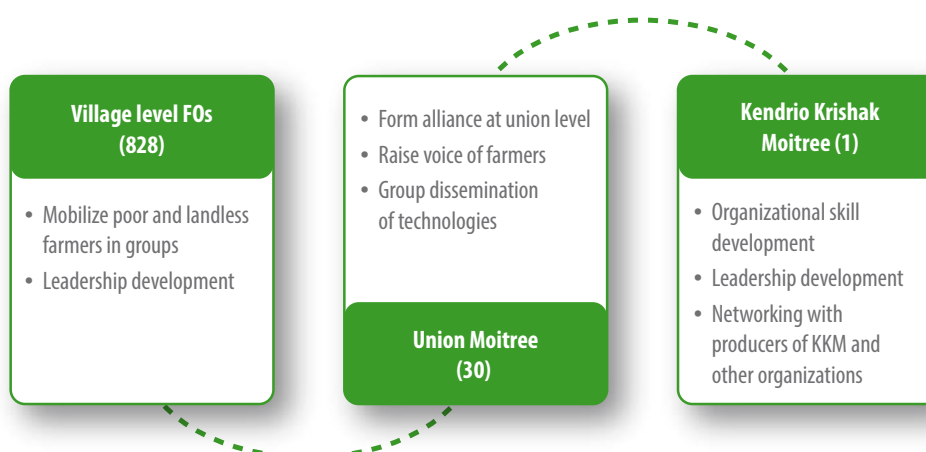 Village level FOs
(828)
• Mobilize poor and landless
farmers in groups
• Leadership development
• Form alliance at union level
• Raise voice of farmers
• Group dissemination
of technologies
Union Moitree
(30)
Kendrio Krishak
Moitree (1)
• Organizational skill
development
• Leadership development
• Networking with
producers of KKM and
other organizations